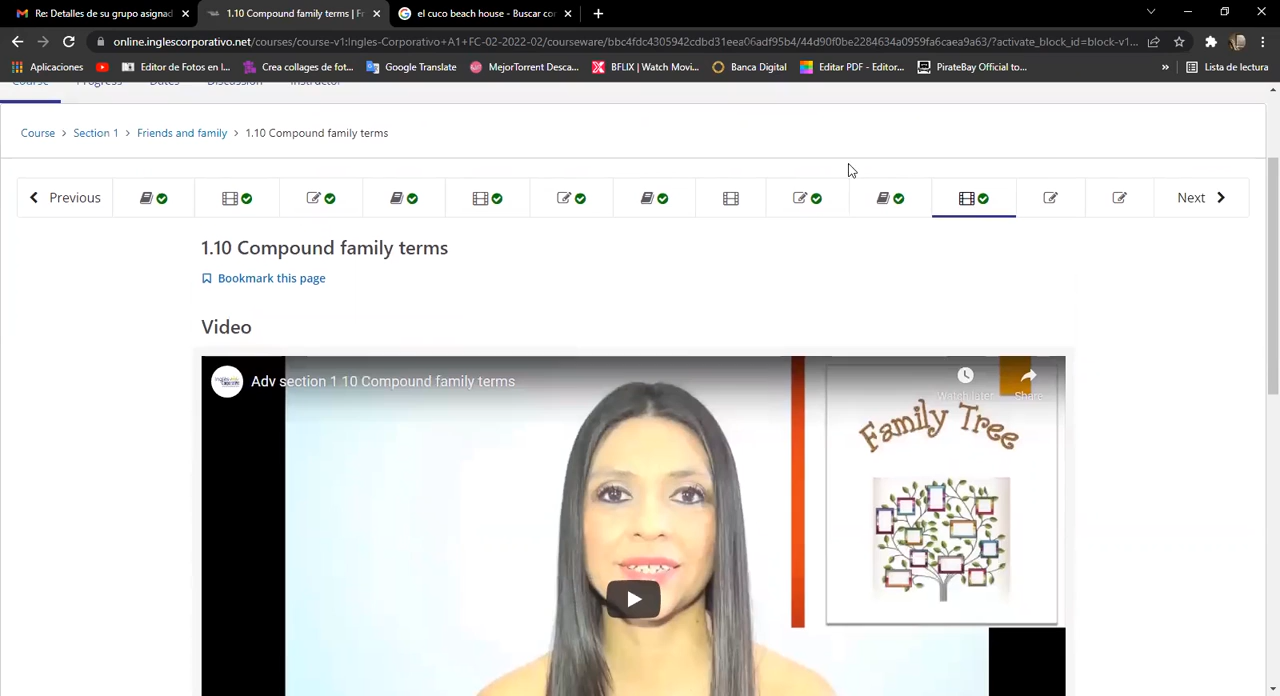 Re: Detalles de su grupo asignad
1.10 Compound family terms | Fr
el cuco beach house - Buscar cor
online.inglescorporativo.net/courses/course-v1:Ingles-Corporativo+A1+FC-02-2022-02/courseware/bbc4fdc4305942cdbd31eea06adf95b4/44d90f0be2284634a0959fa6caea9a63/?activate_block_id=block-v1...
Aplicaciones
Editor de Fotos en l...
Crea collages de fot...
Google Translate
MejorTorrent Desca...
BFLIX | Watch Movi...
Banca Digital
Editar PDF - Editor...
PirateBay Official to...
»
Lista de lectura
Course Progress Dates Discussion Instructor
Course > Section 1 > Friends and family > 1.10 Compound family terms
Previous
Next
1.10 Compound family terms
Bookmark this page
Video
Adv section 1 10 Compound family terms
Watch later
Share
Family Tree